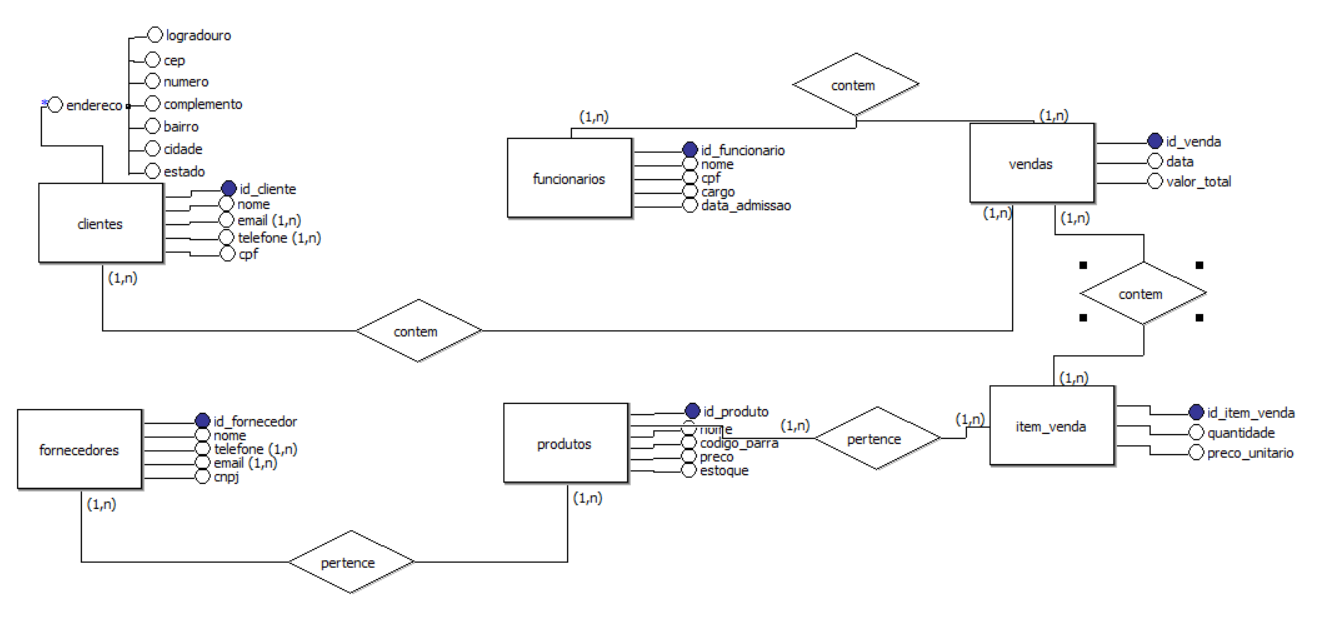 logradouro
cep
numero
endereco
complemento
bairro
cidade
estado
clientes
id_cliente
nome
email (1,n)
telefone (1,n)
cpf
(1,n)
contem
(1,n)
funcionarios
id_funcionario
nome
cpf
cargo
data_admissao
(1,n)
contem
(1,n)
vendas
id_venda
data
valor_total
(1,n)
(1,n)
contem
(1,n)
item_venda
id_item_venda
quantidade
preco_unitario
(1,n)
pertence
(1,n)
produtos
id_produto
nome
codigo_barra
preco
estoque
(1,n)
pertence
(1,n)
fornecedores
id_fornecedor
nome
telefone (1,n)
email (1,n)
cnpj